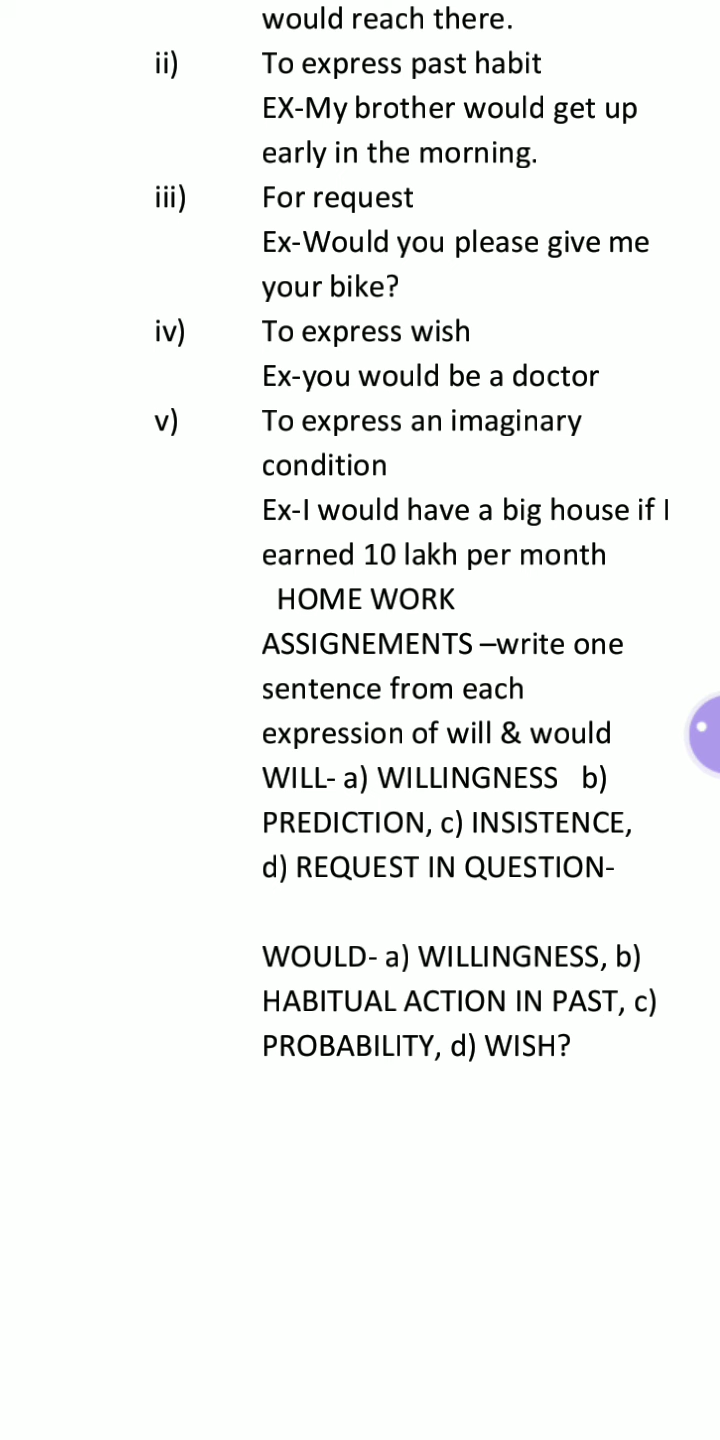 would reach there.
ii) To express past habit
EX-My brother would get up
early in the morning.
iii) For request
Ex-Would you please give me
your bike?
iv) To express wish
Ex-you would be a doctor
v) To express an imaginary
condition
Ex-I would have a big house if I
earned 10 lakh per month
HOME WORK
ASSIGNEMENTS –write one
sentence from each
expression of will & would
WILL- a) WILLINGNESS b)
PREDICTION, c) INSISTENCE,
d) REQUEST IN QUESTION-
WOULD- a) WILLINGNESS, b)
HABITUAL ACTION IN PAST, c)
PROBABILITY, d) WISH?